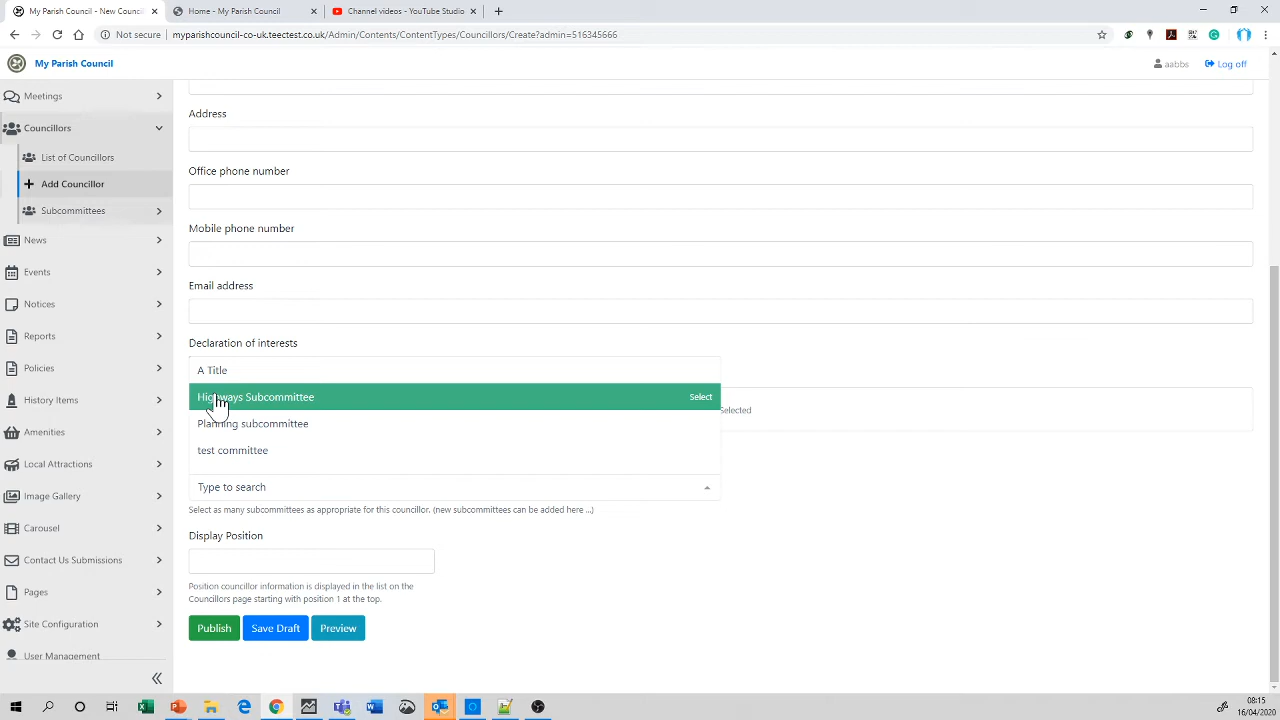 My Parish Council - New Counci
Home - My Parish Council
Channel videos - YouTube Studio
Not secure
myparishcouncil-co-uk.teectest.co.uk/Admin/Contents/ContentTypes/Councillors/Create?admin=516345666
My Parish Council
aabbs
Log off
Meetings
Councillors
List of Councillors
Add Councillor
Subcommittees
News
Events
Notices
Reports
Policies
History Items
Amenities
Local Attractions
Image Gallery
Carousel
Contact Us Submissions
Pages
Site Configuration
User Management
Address
Office phone number
Mobile phone number
Email address
Declaration of interests
A Title
Highways Subcommittee
Select
Selected
Planning subcommittee
test committee
Type to search
Select as many subcommittees as appropriate for this councillor. (new subcommittees can be added here ...)
Display Position
Position councillor information is displayed in the list on the
Councillors page starting with position 1 at the top.
Publish
Save Draft
Preview
08:15
16/04/2020